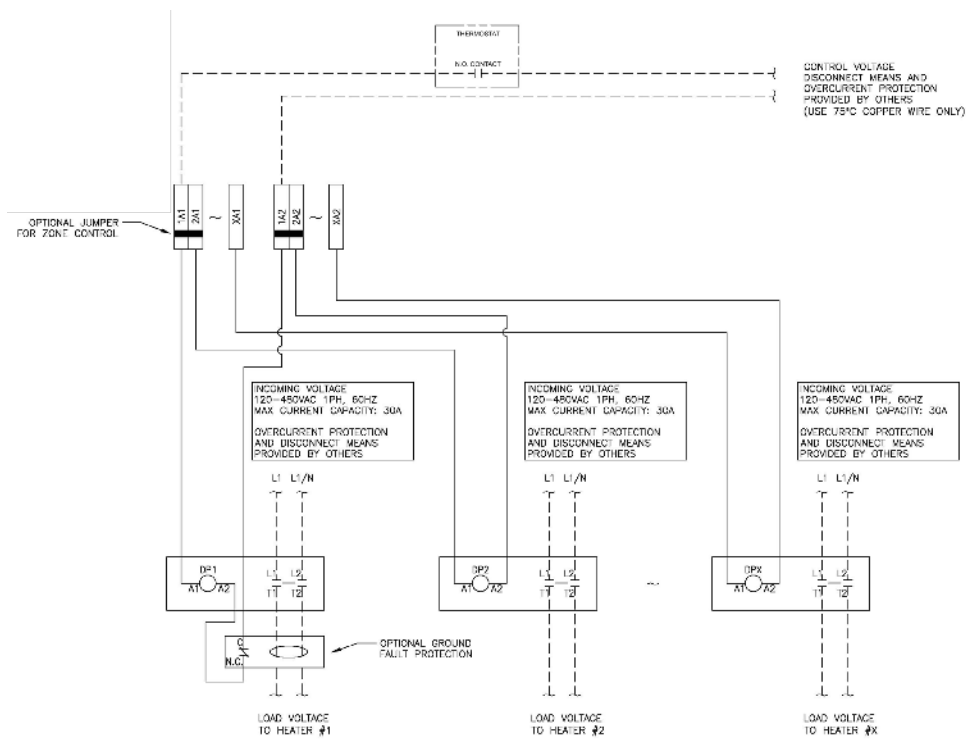 THERMOSTAT
N.O. CONTACT
CONTROL VOLTAGE
DISCONNECT MEANS AND
OVERCURRENT PROTECTION
PROVIDED BY OTHERS
(USE 75°C COPPER WIRE ONLY)
1A1
2A1
~
XA1
1A2
2A2
~
XA2
OPTIONAL JUMPER
FOR ZONE CONTROL
INCOMING VOLTAGE
120-480VAC 1PH, 60HZ
MAX CURRENT CAPACITY: 30A
OVERCURRENT PROTECTION
AND DISCONNECT MEANS
PROVIDED BY OTHERS
INCOMING VOLTAGE
120-480VAC 1PH, 60HZ
MAX CURRENT CAPACITY: 30A
OVERCURRENT PROTECTION
AND DISCONNECT MEANS
PROVIDED BY OTHERS
INCOMING VOLTAGE
120-480VAC 1PH, 60HZ
MAX CURRENT CAPACITY: 30A
OVERCURRENT PROTECTION
AND DISCONNECT MEANS
PROVIDED BY OTHERS
L1 L1/N
L1 L1/N
L1 L1/N
DP1
A1 A2
L1 L2
T1 T2
DP2
A1 A2
L1 L2
T1 T2
~
DPX
A1 A2
L1 L2
T1 T2
C
N.C.
OPTIONAL GROUND
FAULT PROTECTION
LOAD VOLTAGE
TO HEATER #1
LOAD VOLTAGE
TO HEATER #2
LOAD VOLTAGE
TO HEATER #X